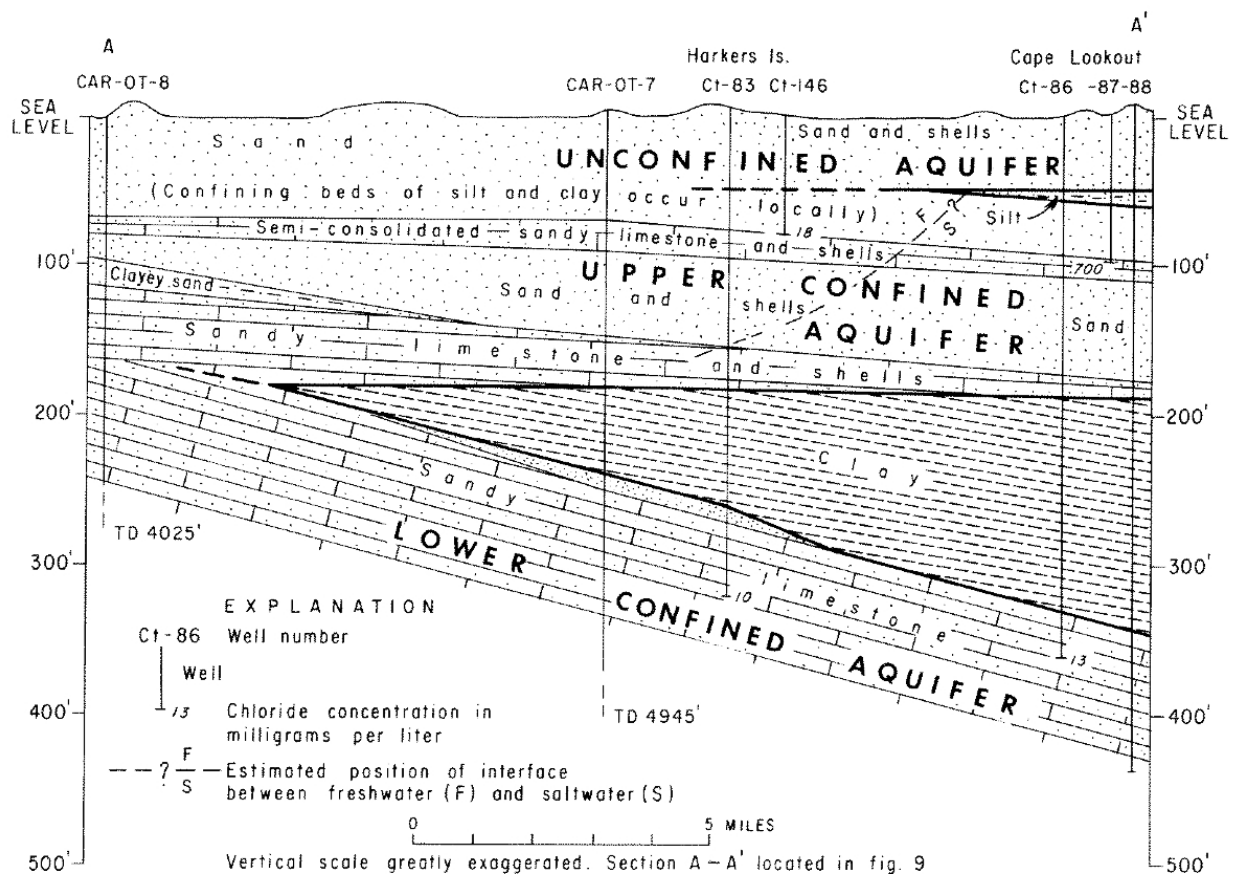 A
A'
Harkers Is.
Cape Lookout
CAR-OT-8
CAR-OT-7
Ct-83 Ct-146
Ct-86 -87-88
SEA LEVEL
SEA LEVEL
Sand
Sand and shells
UNCONFINED AQUIFER
(Confining beds of silt and clay occur locally)
F
S
?
Silt
18
Semi-consolidated sandy limestone and shells
700
100'
100'
Clayey sand
UPPER CONFINED AQUIFER
Sand and shells
Sand
Sandy limestone and shells
200'
200'
Clay
Sandy limestone
TD 4025'
300'
300'
LOWER CONFINED AQUIFER
10
13
EXPLANATION
Ct-86 Well number
Well
13 Chloride concentration in
milligrams per liter
400'
400'
TD 4945'
? F
S
Estimated position of interface
between freshwater (F) and saltwater (S)
0 5 MILES
Vertical scale greatly exaggerated. Section A-A' located in fig. 9
500'
500'